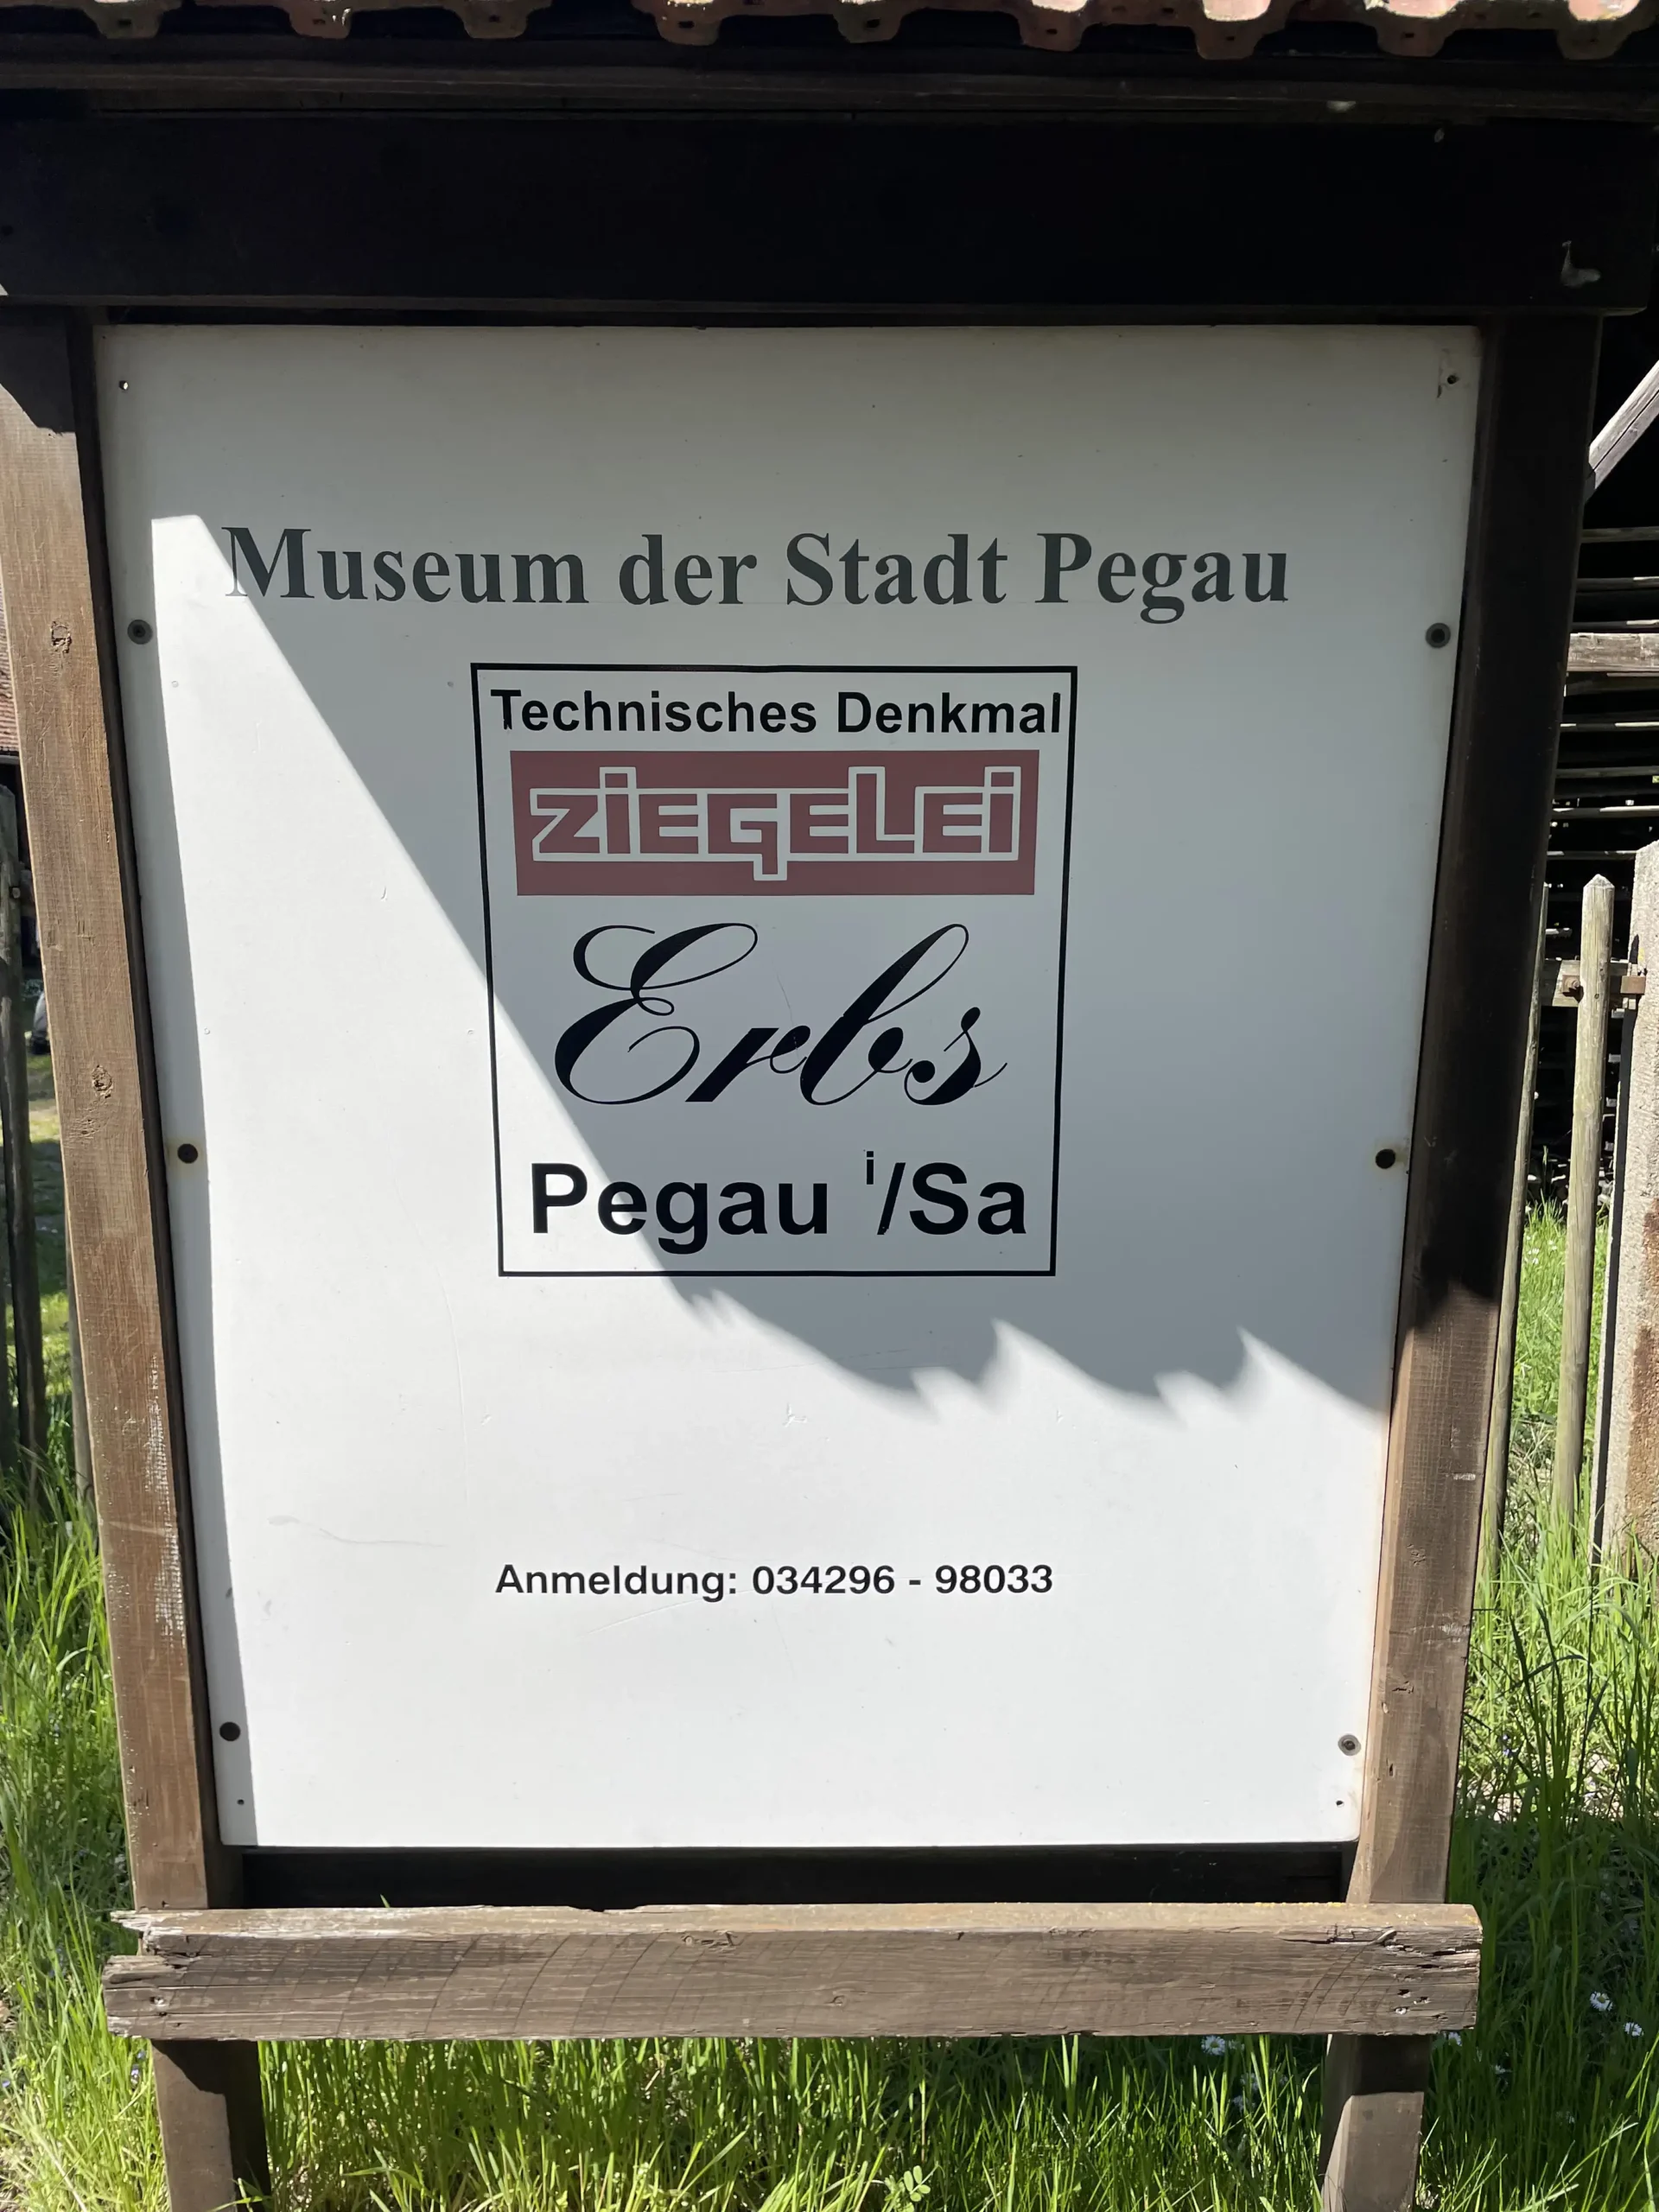 Museum der Stadt Pegau
Technisches Denkmal
ZiEGELEi
Erbs
Pegau i/Sa
Anmeldung: 034296 - 98033